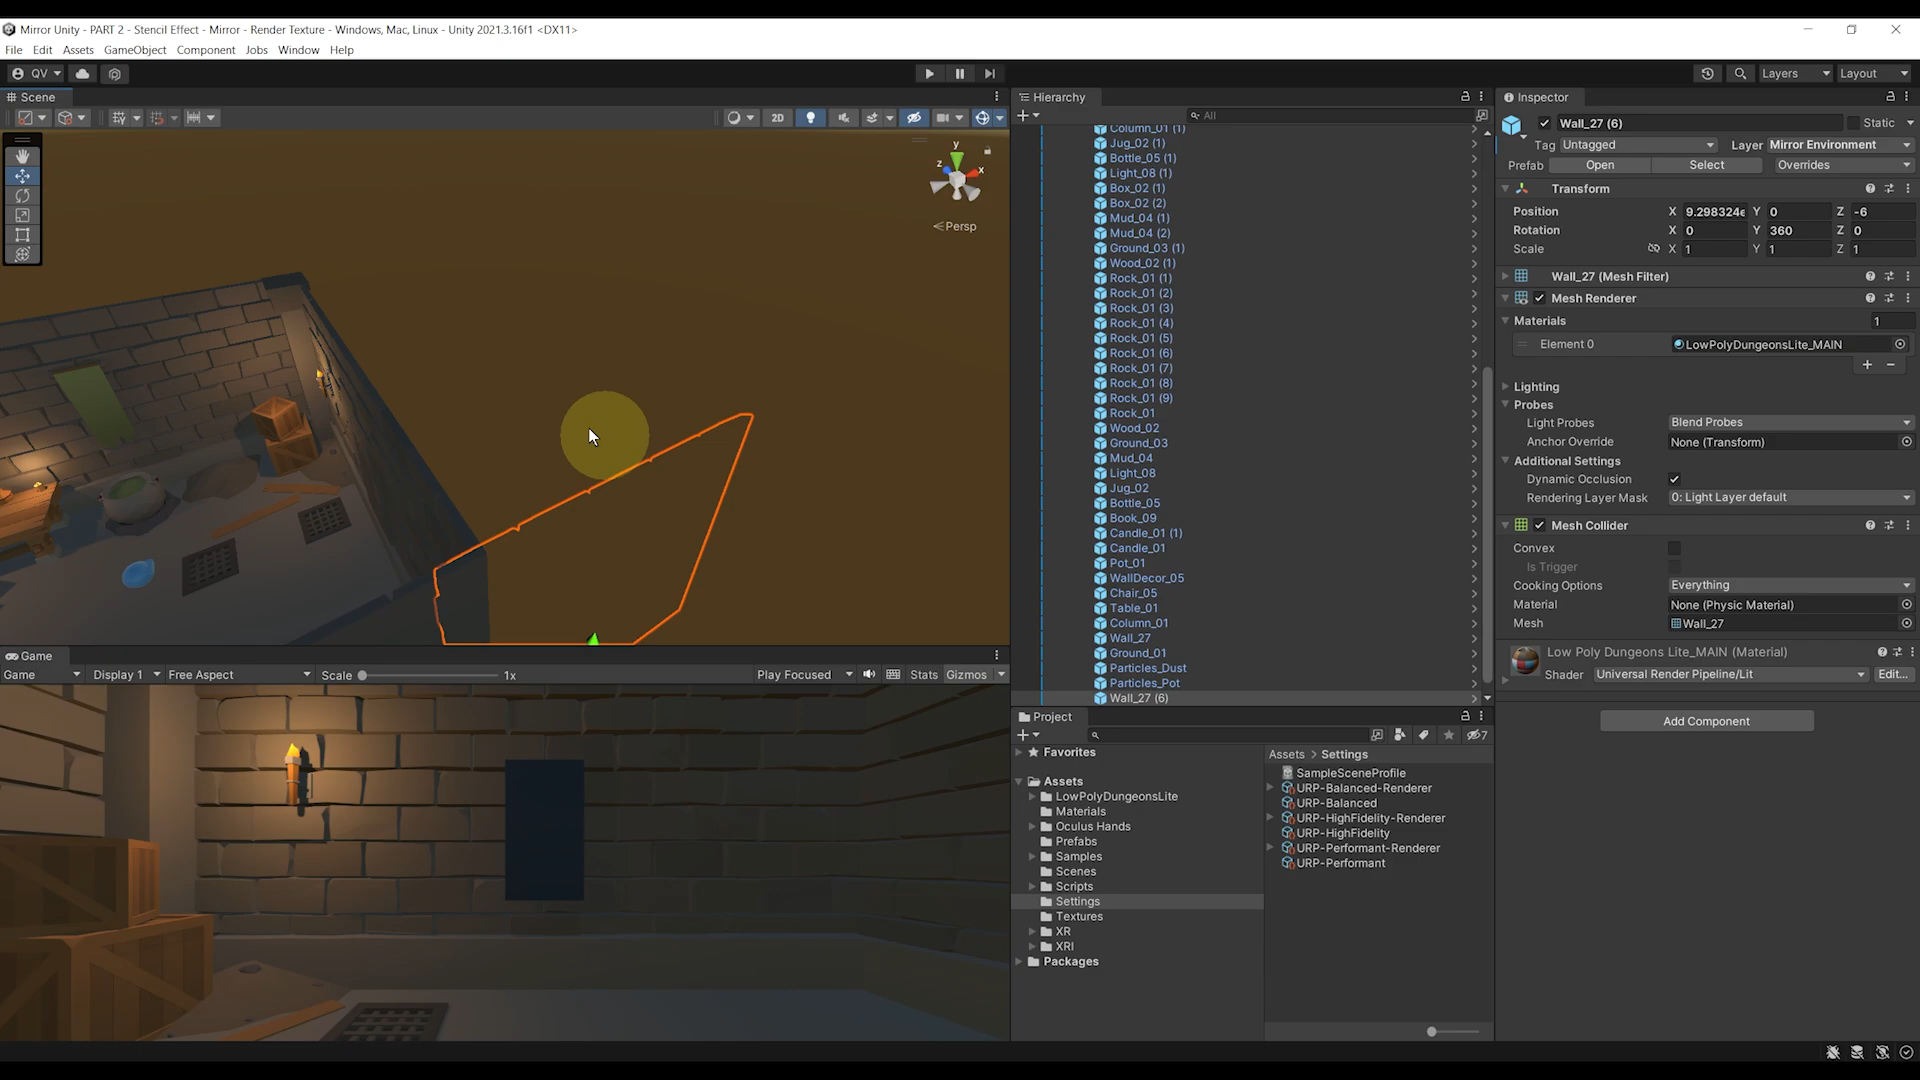 Mirror Unity - PART 2 - Stencil Effect - Mirror - Render Texture - Windows, Mac, Linux - Unity 2021.3.16f1 <DX11>
File Edit Assets GameObject Component Jobs Window Help
QV Layers Layout
Scene
2D
y
z
x
Persp
Game
Game Display 1 Free Aspect Scale 1x Play Focused Stats Gizmos
Hierarchy
All
Column_01 (1)
Jug_02 (1)
Bottle_05 (1)
Light_08 (1)
Box_02 (1)
Box_02 (2)
Mud_04 (1)
Mud_04 (2)
Ground_03 (1)
Wood_02 (1)
Rock_01 (1)
Rock_01 (2)
Rock_01 (3)
Rock_01 (4)
Rock_01 (5)
Rock_01 (6)
Rock_01 (7)
Rock_01 (8)
Rock_01 (9)
Rock_01
Wood_02
Ground_03
Mud_04
Light_08
Jug_02
Bottle_05
Book_09
Candle_01 (1)
Candle_01
Pot_01
WallDecor_05
Chair_05
Table_01
Column_01
Wall_27
Ground_01
Particles_Dust
Particles_Pot
Wall_27 (6)
Project
7
Favorites
Assets
LowPolyDungeonsLite
Materials
Oculus Hands
Prefabs
Samples
Scenes
Scripts
Settings
Textures
XR
XRI
Packages
Assets > Settings
SampleSceneProfile
URP-Balanced-Renderer
URP-Balanced
URP-HighFidelity-Renderer
URP-HighFidelity
URP-Performant-Renderer
URP-Performant
Inspector
Wall_27 (6) Static
Tag Untagged Layer Mirror Environment
Prefab Open Select Overrides
Transform
Position X 9.298324e Y 0 Z -6
Rotation X 0 Y 360 Z 0
Scale X 1 Y 1 Z 1
Wall_27 (Mesh Filter)
Mesh Renderer
Materials 1
Element 0 LowPolyDungeonsLite_MAIN
Lighting
Probes
Light Probes Blend Probes
Anchor Override None (Transform)
Additional Settings
Dynamic Occlusion
Rendering Layer Mask 0: Light Layer default
Mesh Collider
Convex
Is Trigger
Cooking Options Everything
Material None (Physic Material)
Mesh Wall_27
Low Poly Dungeons Lite_MAIN (Material)
Shader Universal Render Pipeline/Lit Edit...
Add Component